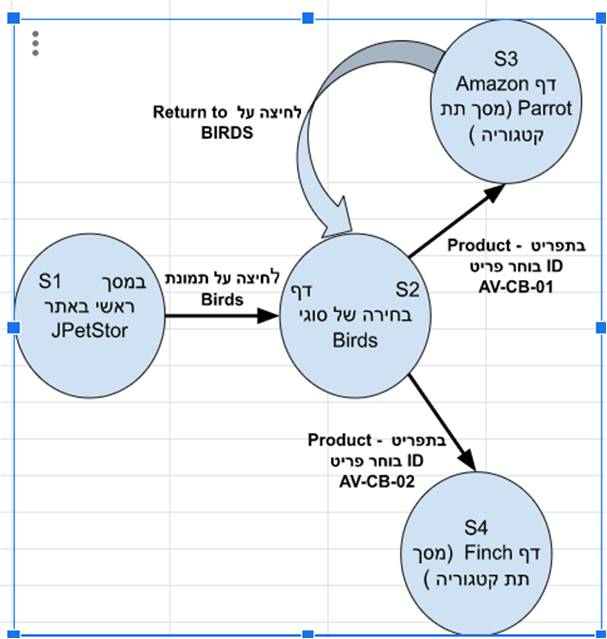 S3
דף Amazon
Parrot (מסך תת
קטגוריה )
לחיצה על Return to
BIRDS
בתפריט - Product
ID בוחר פריט
AV-CB-01
S1 במסך
ראשי באתר
JPetStor
לחיצה על תמונת
Birds
S2 דף
בחירה של סוגי
Birds
בתפריט - Product
ID בוחר פריט
AV-CB-02
S4
דף Finch (מסך
תת קטגוריה )